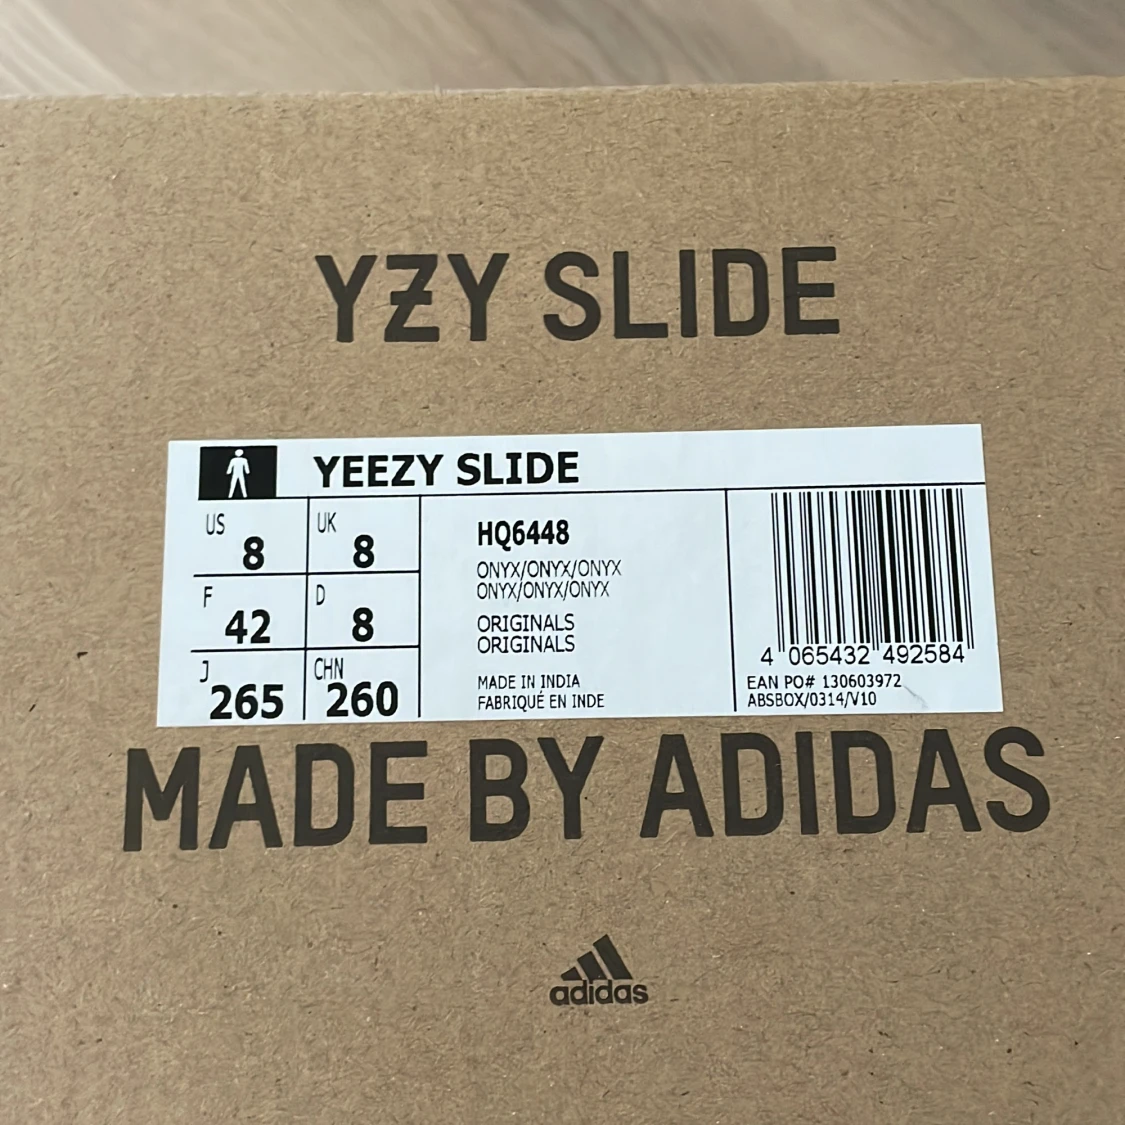 YZY SLIDE
YEEZY SLIDE
US 8 UK 8
F 42 D 8
J 265 CHN 260
HQ6448
ONYX/ONYX/ONYX
ONYX/ONYX/ONYX
ORIGINALS
ORIGINALS
MADE IN INDIA
FABRIQUÉ EN INDE
4 065432 492584
EAN PO# 130603972
ABSBOX/0314/V10
MADE BY ADIDAS
adidas